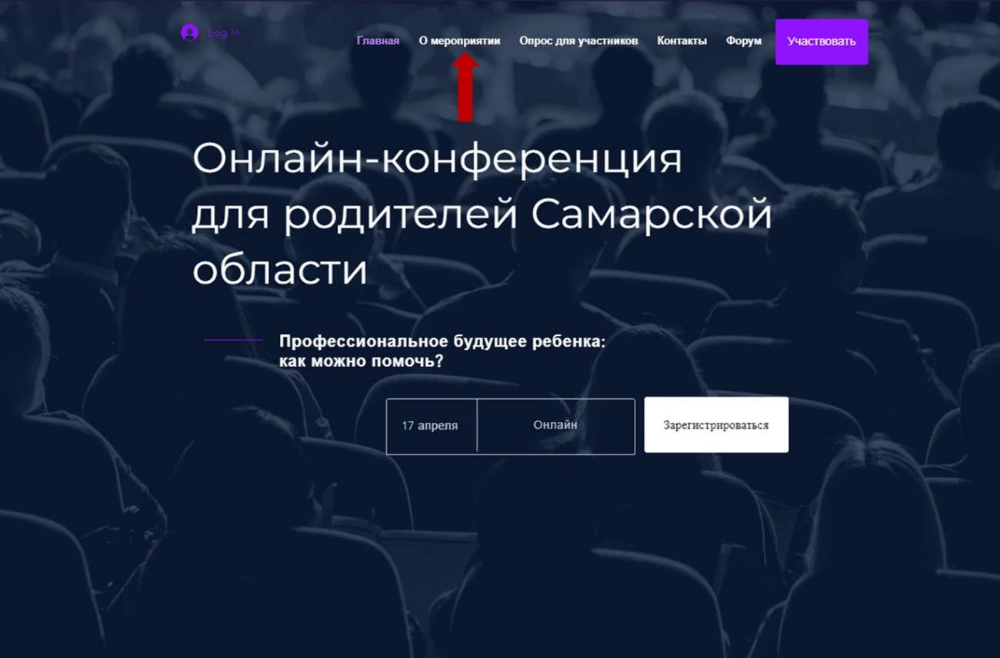 Log In
Главная
О мероприятии
Опрос для участников
Контакты
Форум
Участвовать
Онлайн-конференция
для родителей Самарской
области
Профессиональное будущее ребенка:
как можно помочь?
17 апреля
Онлайн
Зарегистрироваться